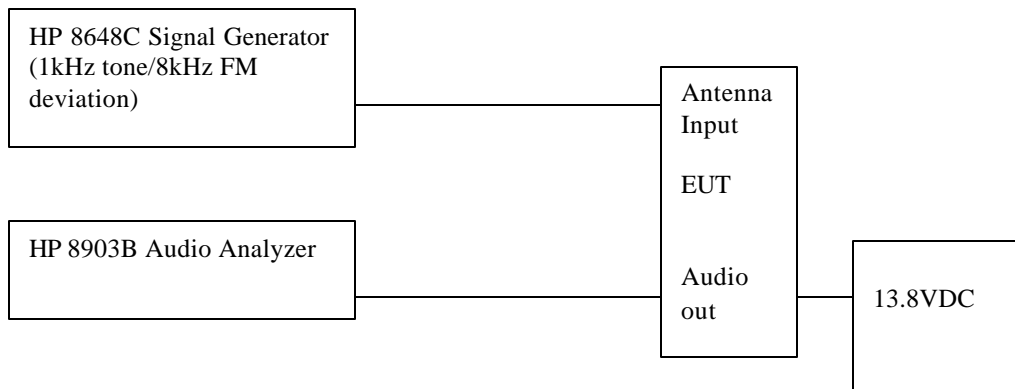 HP 8648C Signal Generator
(1kHz tone/8kHz FM
deviation)
Antenna
Input
EUT
HP 8903B Audio Analyzer
Audio
out
13.8VDC